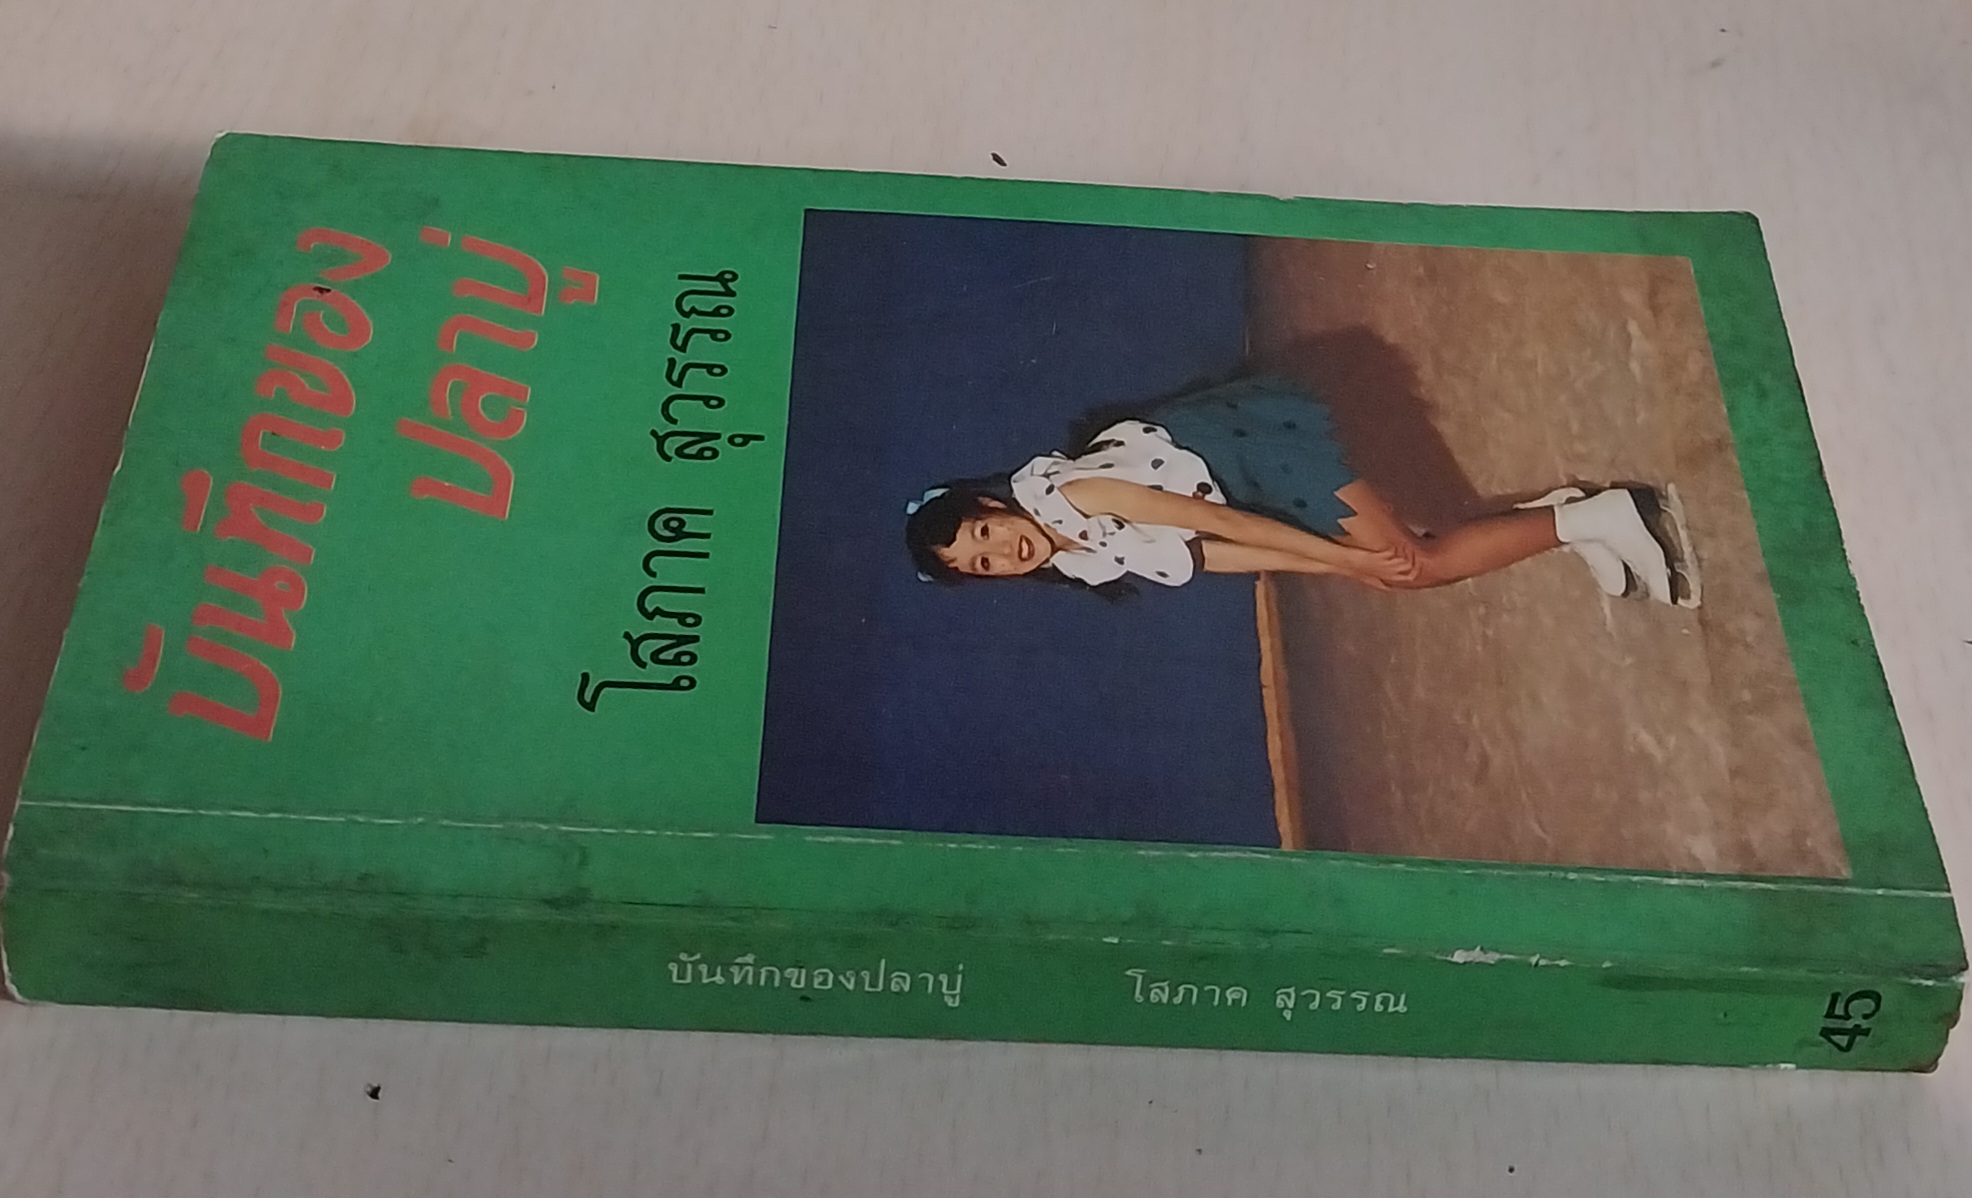 บันทึกของ
ปลาบู่
โสภาค สุวรรณ
บันทึกของปลาบู่ โสภาค สุวรรณ 45